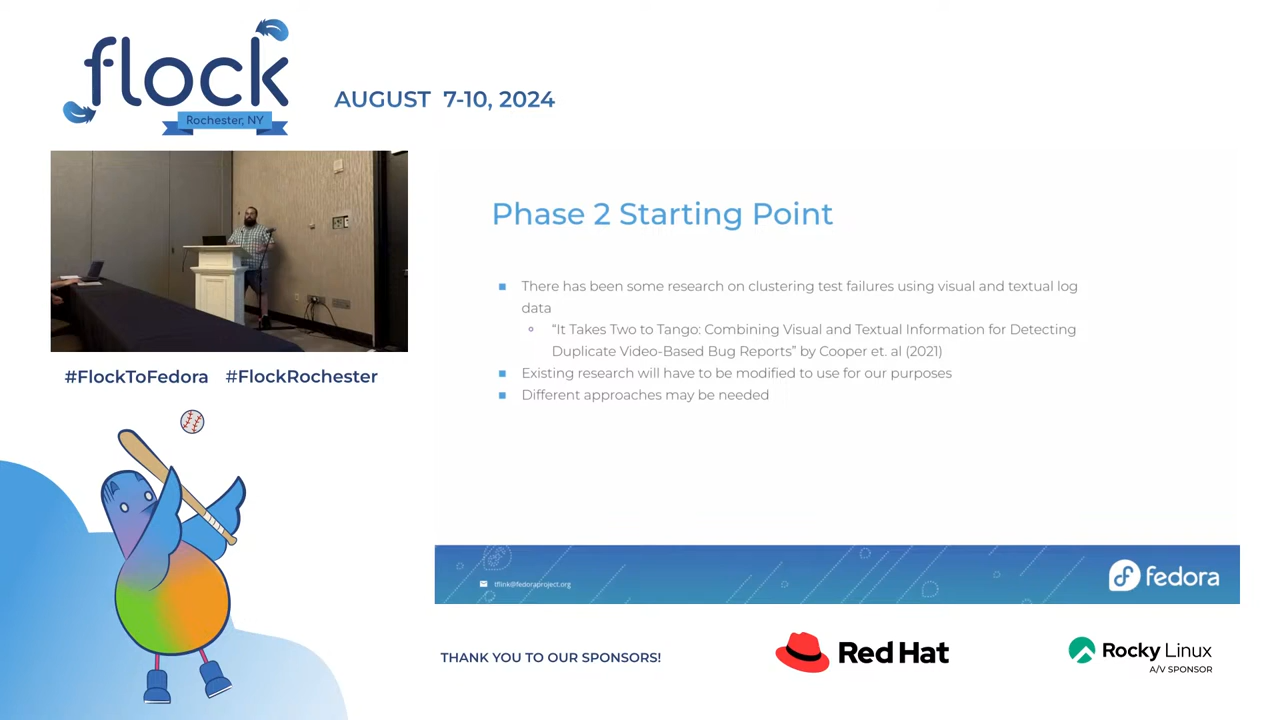 flock
Rochester, NY
AUGUST 7-10, 2024
#FlockToFedora #FlockRochester
Phase 2 Starting Point
There has been some research on clustering test failures using visual and textual log
data
“It Takes Two to Tango: Combining Visual and Textual Information for Detecting
Duplicate Video-Based Bug Reports” by Cooper et. al (2021)
Existing research will have to be modified to use for our purposes
Different approaches may be needed
tflink@fedoraproject.org
fedora
THANK YOU TO OUR SPONSORS!
Red Hat
Rocky Linux
A/V SPONSOR